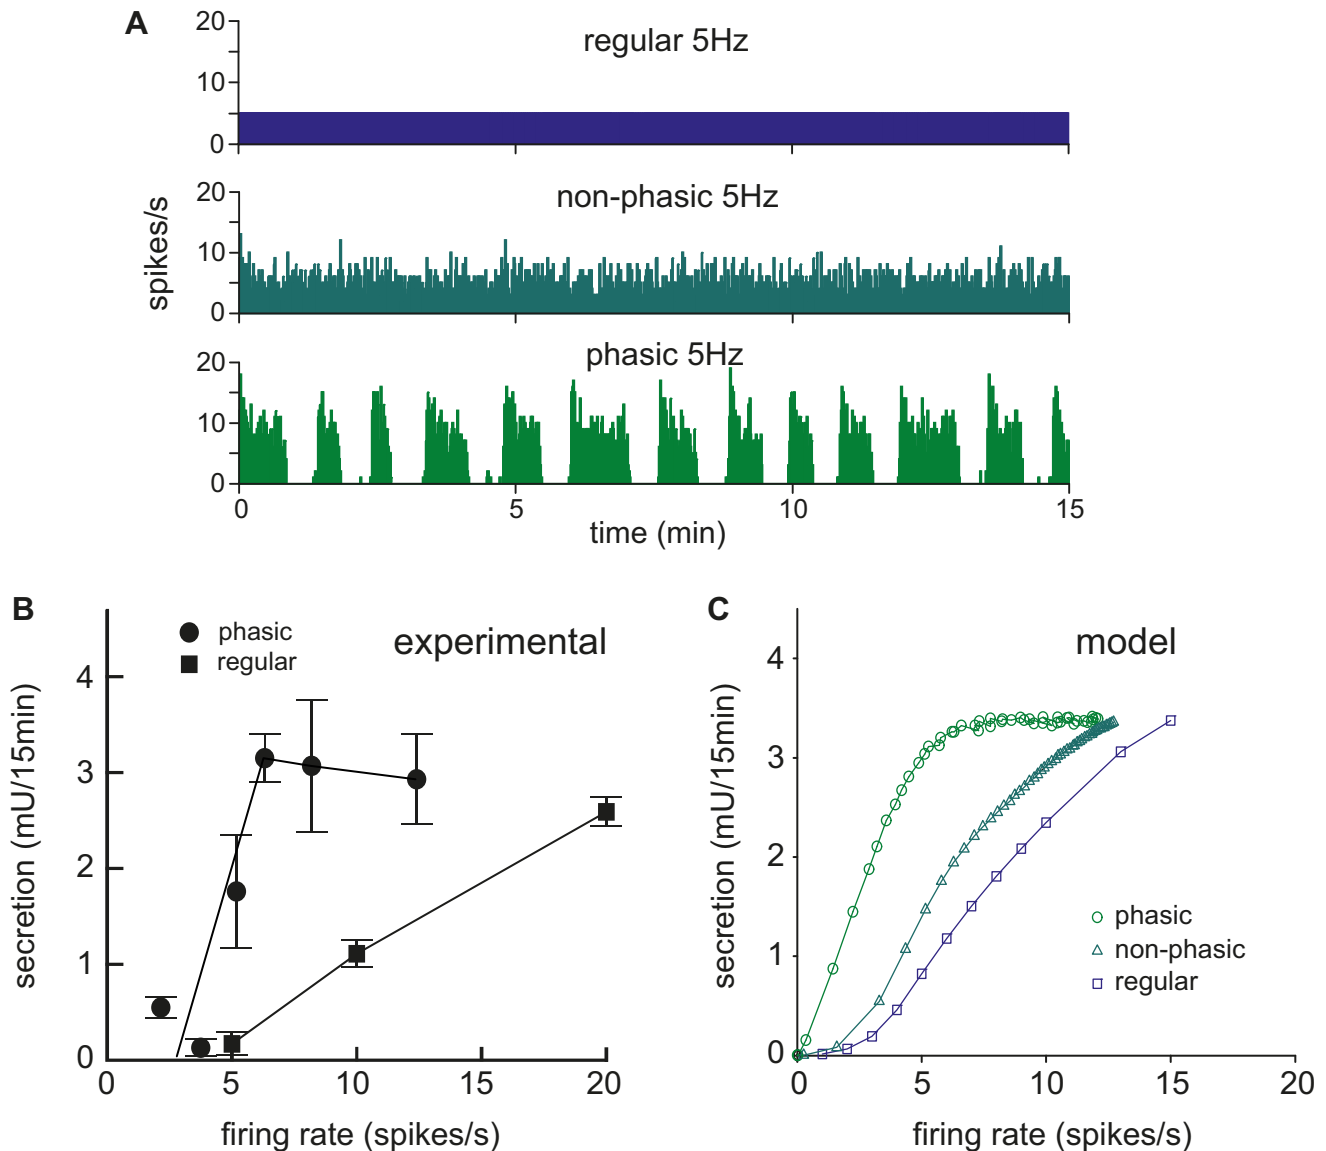 A
regular 5Hz
20
10
0
non-phasic 5Hz
20
10
0
spikes/s
phasic 5Hz
20
10
0
0 5 10 15
time (min)
B
experimental
phasic
regular
4
3
2
1
0
secretion (mU/15min)
0 5 10 15 20
firing rate (spikes/s)
C
model
4
3
2
1
0
secretion (mU/15min)
phasic
non-phasic
regular
0 5 10 15 20
firing rate (spikes/s)